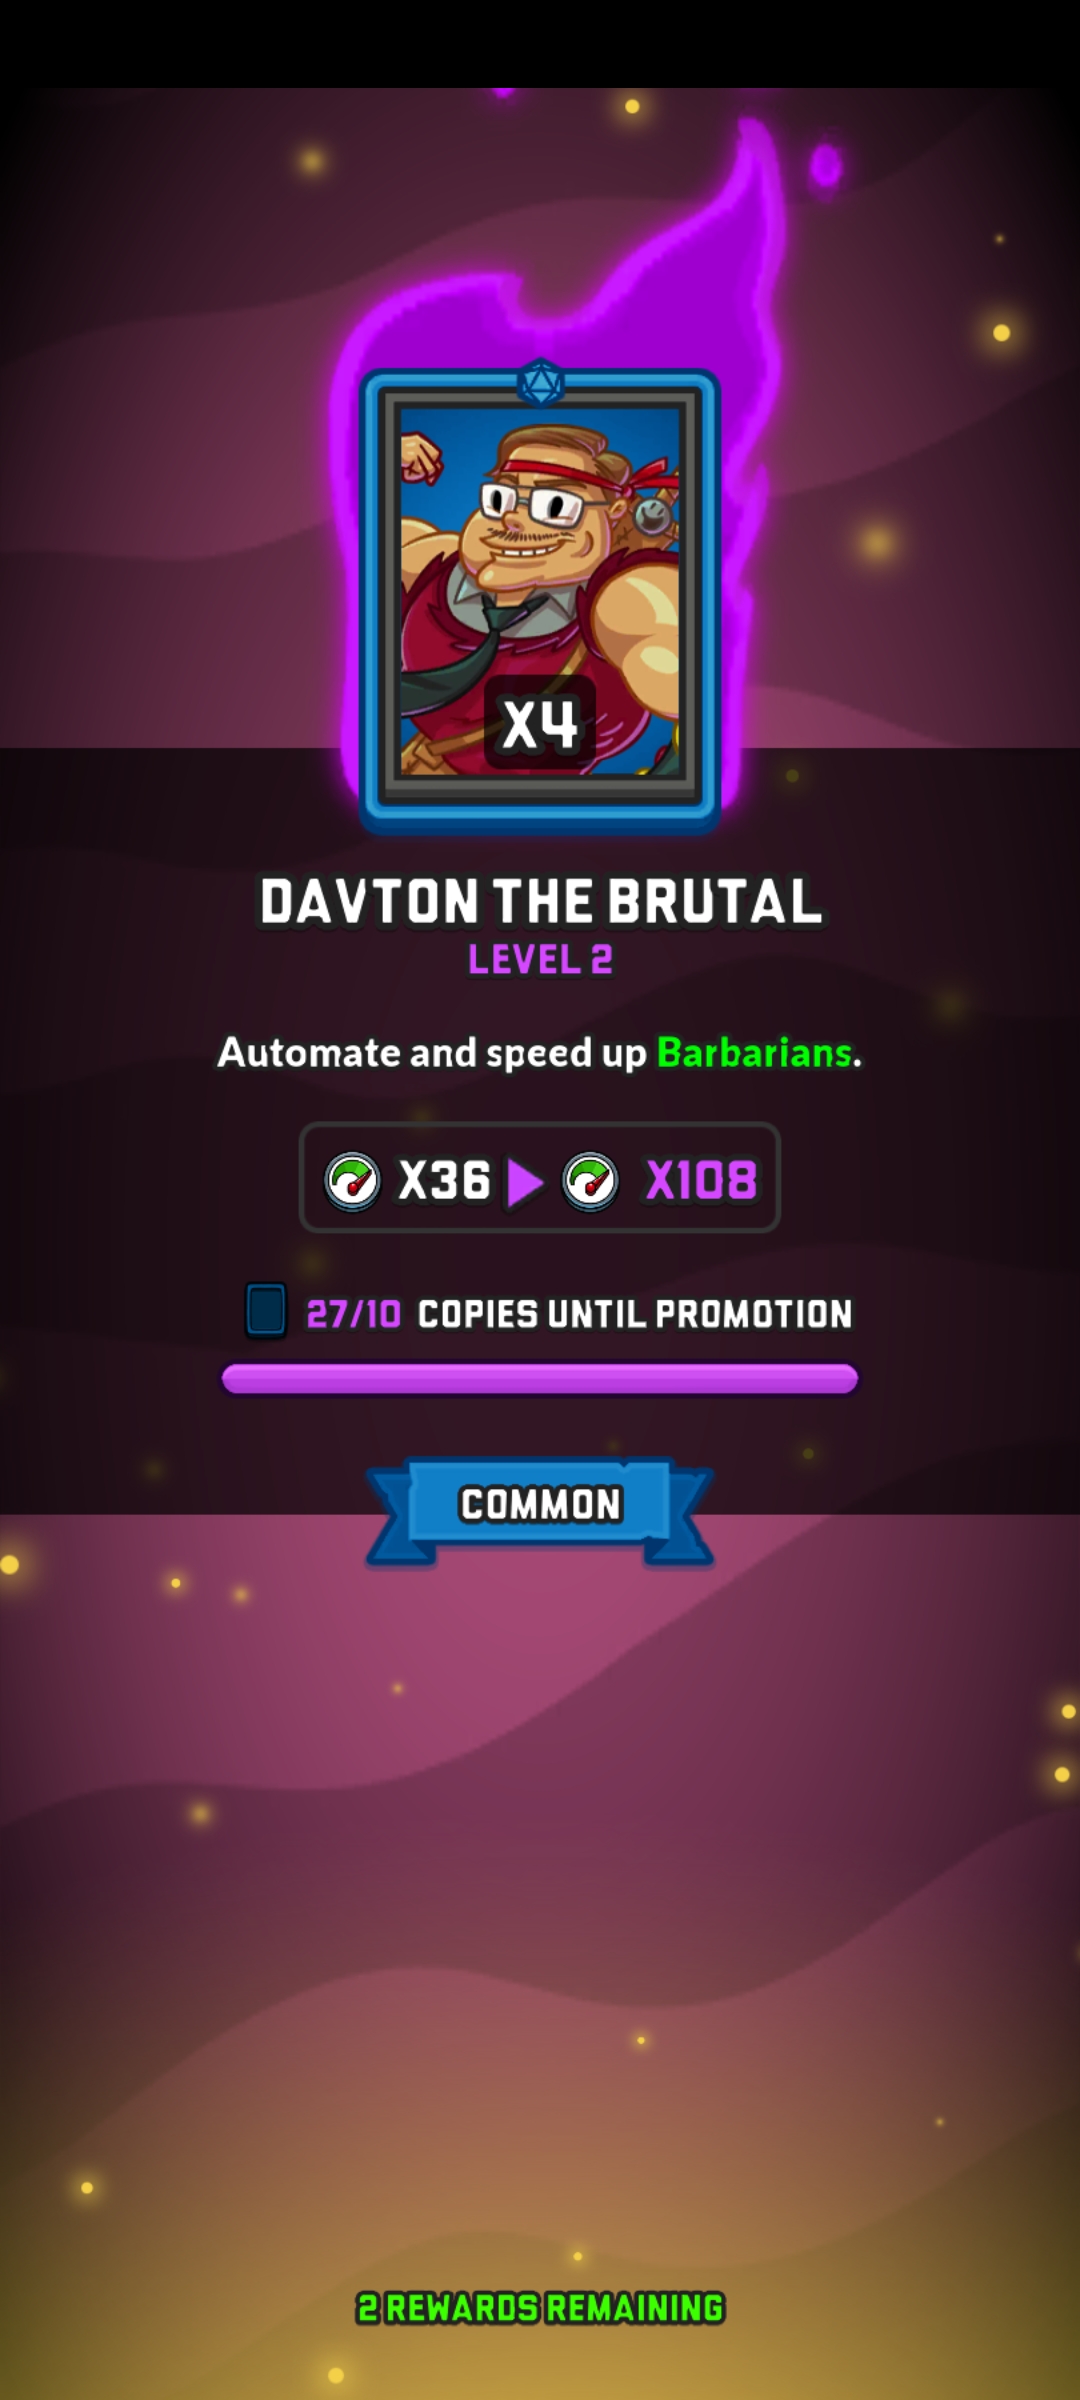 X4
DAVTON THE BRUTAL
LEVEL 2
Automate and speed up Barbarians.
X36 X108
27/10 COPIES UNTIL PROMOTION
COMMON
2 REWARDS REMAINING